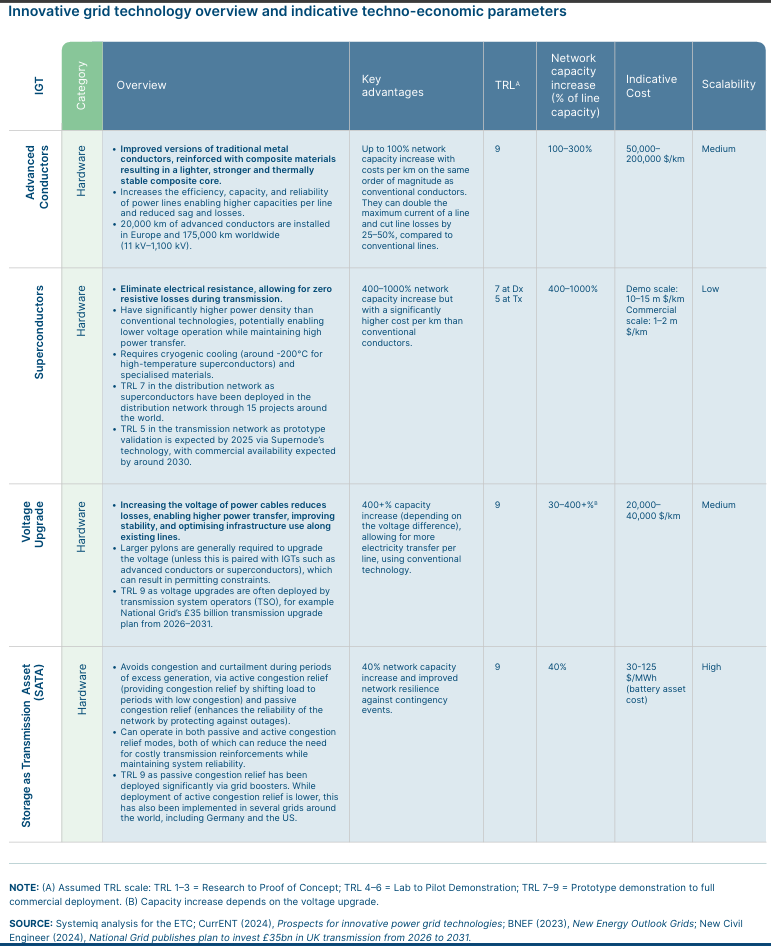 Innovative grid technology overview and indicative techno-economic parameters
IGT
Category
Overview
Key
advantages
TRLᴬ
Network
capacity
increase
(% of line
capacity)
Indicative
Cost
Scalability
Advanced
Conductors
Hardware
• Improved versions of traditional metal
conductors, reinforced with composite materials
resulting in a lighter, stronger and thermally
stable composite core.
• Increases the efficiency, capacity, and reliability
of power lines enabling higher capacities per line
and reduced sag and losses.
• 20,000 km of advanced conductors are installed
in Europe and 175,000 km worldwide
(11 kV–1,100 kV).
Up to 100% network
capacity increase with
costs per km on the same
order of magnitude as
conventional conductors.
They can double the
maximum current of a line
and cut line losses by
25–50%, compared to
conventional lines.
9
100–300%
50,000–
200,000 $/km
Medium
Superconductors
Hardware
• Eliminate electrical resistance, allowing for zero
resistive losses during transmission.
• Have significantly higher power density than
conventional technologies, potentially enabling
lower voltage operation while maintaining high
power transfer.
• Requires cryogenic cooling (around -200°C for
high-temperature superconductors) and
specialised materials.
• TRL 7 in the distribution network as
superconductors have been deployed in the
distribution network through 15 projects around
the world.
• TRL 5 in the transmission network as prototype
validation is expected by 2025 via Supernode's
technology, with commercial availability expected
by around 2030.
400–1000% network
capacity increase but
with a significantly
higher cost per km than
conventional
conductors.
7 at Dx
5 at Tx
400–1000%
Demo scale:
10–15 m $/km
Commercial
scale: 1–2 m
$/km
Low
Voltage
Upgrade
Hardware
• Increasing the voltage of power cables reduces
losses, enabling higher power transfer, improving
stability, and optimising infrastructure use along
existing lines.
• Larger pylons are generally required to upgrade
the voltage (unless this is paired with IGTs such as
advanced conductors or superconductors), which
can result in permitting constraints.
• TRL 9 as voltage upgrades are often deployed by
transmission system operators (TSO), for example
National Grid's £35 billion transmission upgrade
plan from 2026–2031.
400+% capacity
increase (depending on
the voltage difference),
allowing for more
electricity transfer per
line, using conventional
technology.
9
30–400+%ᴮ
20,000–
40,000 $/km
Medium
Storage as Transmission Asset
(SATA)
Hardware
• Avoids congestion and curtailment during periods
of excess generation, via active congestion relief
(providing congestion relief by shifting load to
periods with low congestion) and passive
congestion relief (enhances the reliability of the
network by protecting against outages).
• Can operate in both passive and active congestion
relief modes, both of which can reduce the need
for costly transmission reinforcements while
maintaining system reliability.
• TRL 9 as passive congestion relief has been
deployed significantly via grid boosters. While
deployment of active congestion relief is lower, this
has also been implemented in several grids around
the world, including Germany and the US.
40% network capacity
increase and improved
network resilience
against contingency
events.
9
40%
30-125
$/MWh
(battery asset
cost)
High
NOTE: (A) Assumed TRL scale: TRL 1–3 = Research to Proof of Concept; TRL 4–6 = Lab to Pilot Demonstration; TRL 7–9 = Prototype demonstration to full
commercial deployment. (B) Capacity increase depends on the voltage upgrade.
SOURCE: Systemiq analysis for the ETC; CurrENT (2024), Prospects for innovative power grid technologies; BNEF (2023), New Energy Outlook Grids; New Civil
Engineer (2024), National Grid publishes plan to invest £35bn in UK transmission from 2026 to 2031.